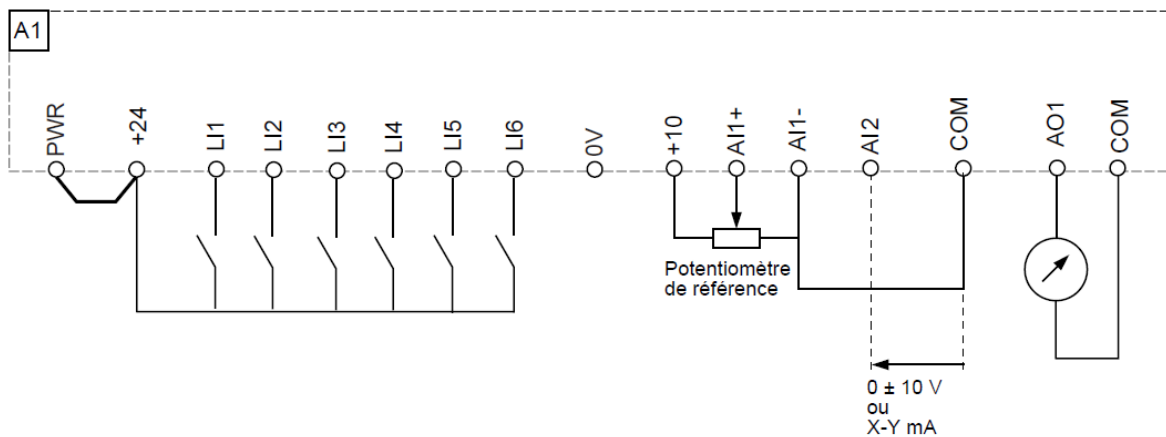 A1
PWR
+24
LI1
LI2
LI3
LI4
LI5
LI6
0V
+10
AI1+
AI1-
AI2
COM
AO1
COM
Potentiomètre
de référence
0 ± 10 V
ou
X-Y mA